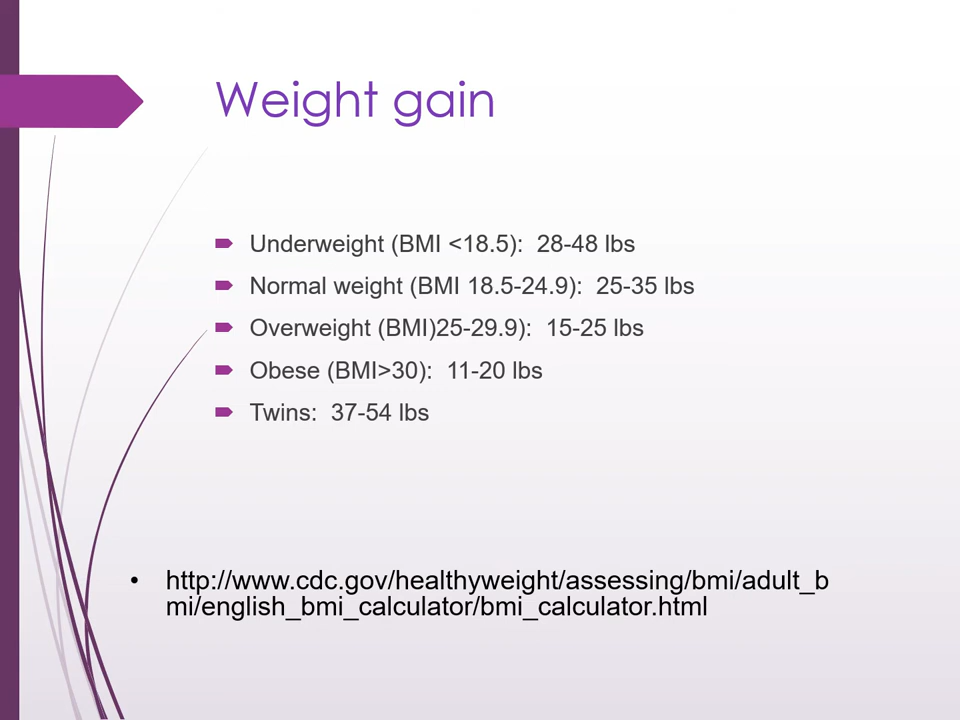 Weight gain
Underweight (BMI <18.5):  28-48 lbs
Normal weight (BMI 18.5-24.9):  25-35 lbs
Overweight (BMI)25-29.9):  15-25 lbs
Obese (BMI>30):  11-20 lbs
Twins:  37-54 lbs
• http://www.cdc.gov/healthyweight/assessing/bmi/adult_b
mi/english_bmi_calculator/bmi_calculator.html